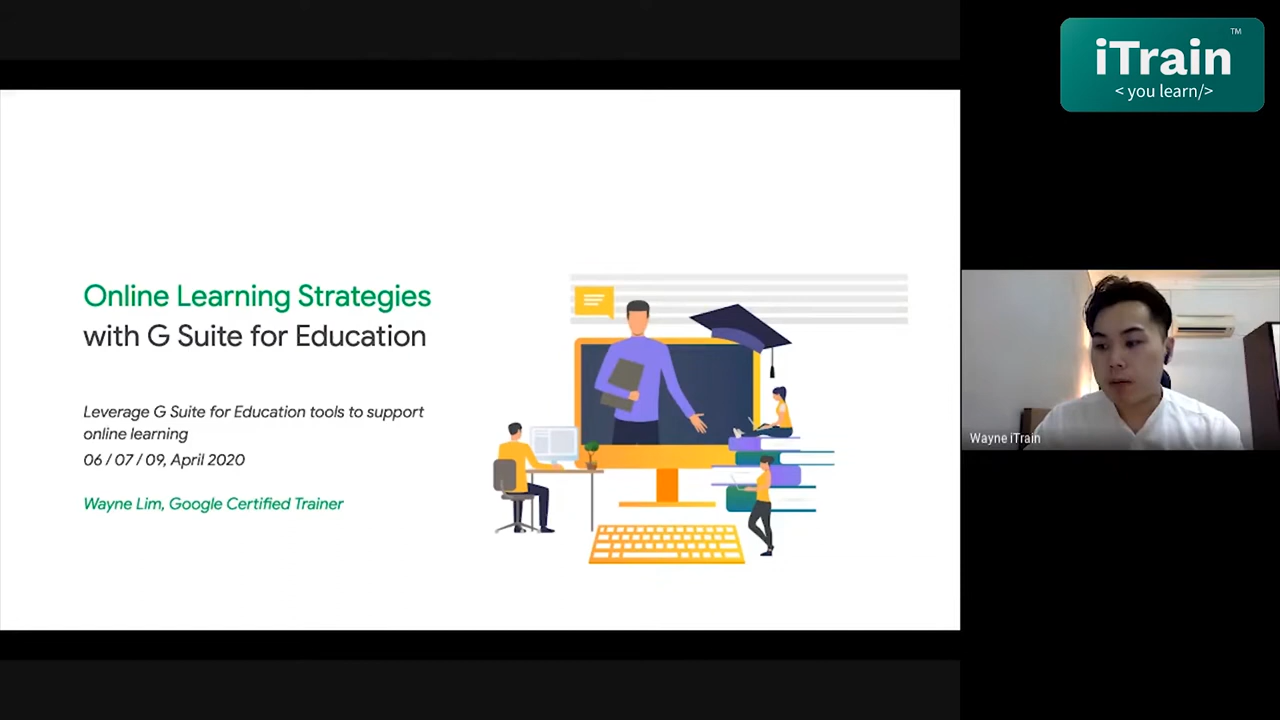 Online Learning Strategies
with G Suite for Education
Leverage G Suite for Education tools to support
online learning
06 / 07 / 09, April 2020
Wayne Lim, Google Certified Trainer
iTrain™
< you learn/>
Wayne iTrain